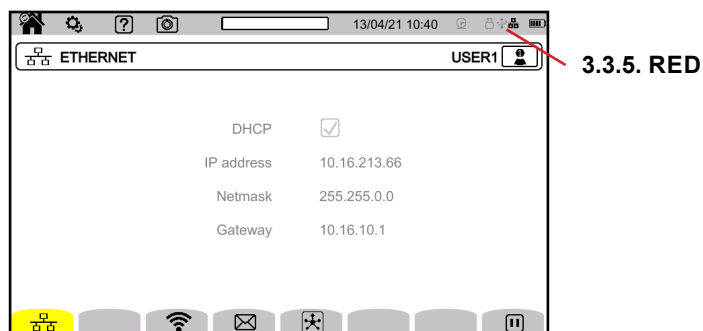 13/04/21 10:40
ETHERNET USER1
3.3.5. RED
DHCP
IP address 10.16.213.66
Netmask 255.255.0.0
Gateway 10.16.10.1